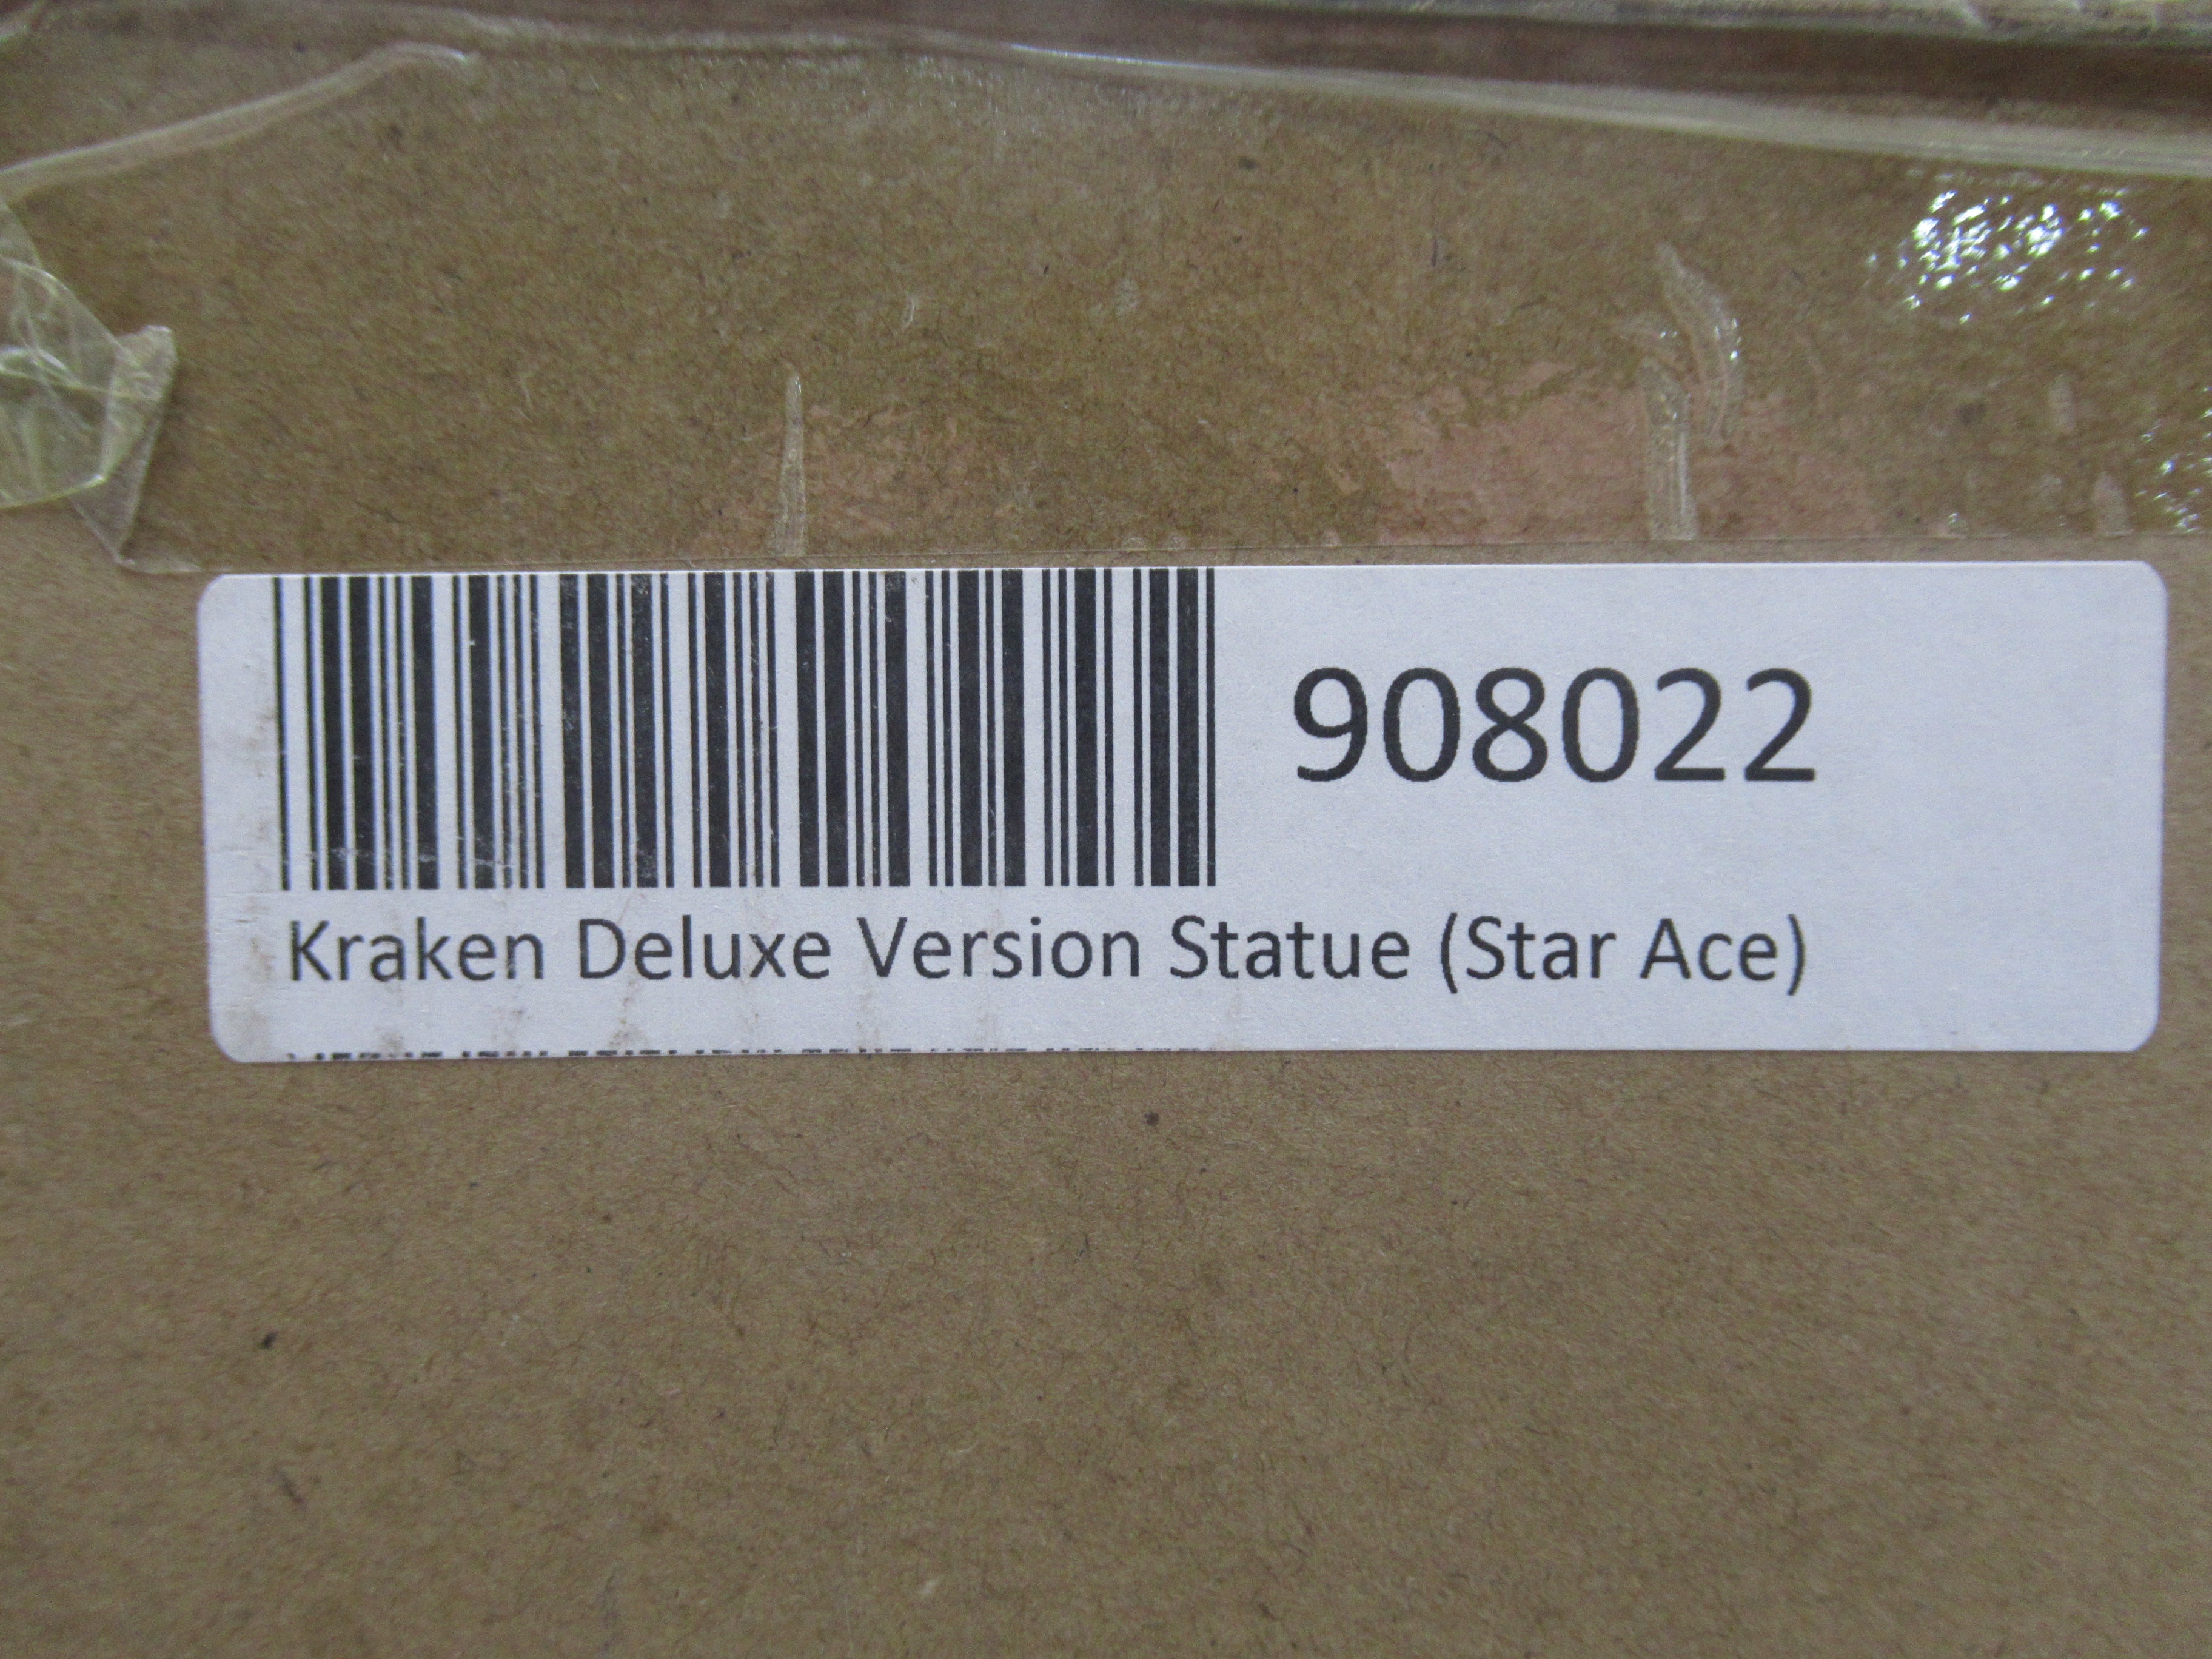 908022
Kraken Deluxe Version Statue (Star Ace)